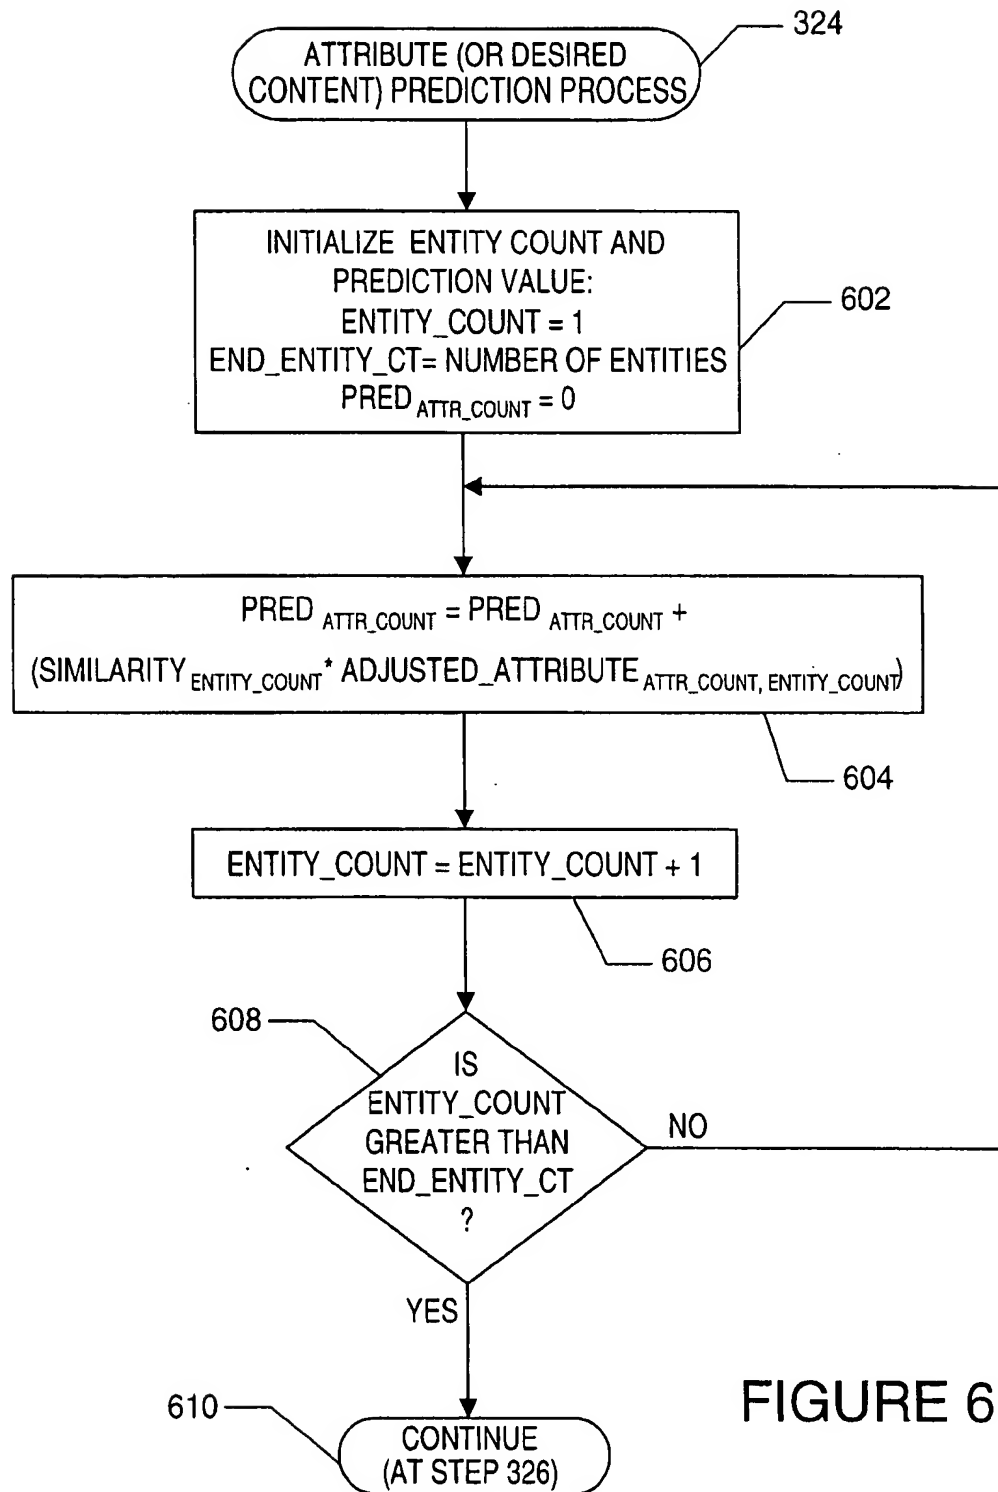 324
ATTRIBUTE (OR DESIRED
CONTENT) PREDICTION PROCESS
INITIALIZE ENTITY COUNT AND
PREDICTION VALUE:
ENTITY_COUNT = 1
END_ENTITY_CT= NUMBER OF ENTITIES
PRED ATTR_COUNT = 0
602
PRED ATTR_COUNT = PRED ATTR_COUNT +
(SIMILARITY ENTITY_COUNT * ADJUSTED_ATTRIBUTE ATTR_COUNT, ENTITY_COUNT)
604
ENTITY_COUNT = ENTITY_COUNT + 1
606
608
IS
ENTITY_COUNT
GREATER THAN
END_ENTITY_CT
?
NO
YES
610
CONTINUE
(AT STEP 326)
FIGURE 6